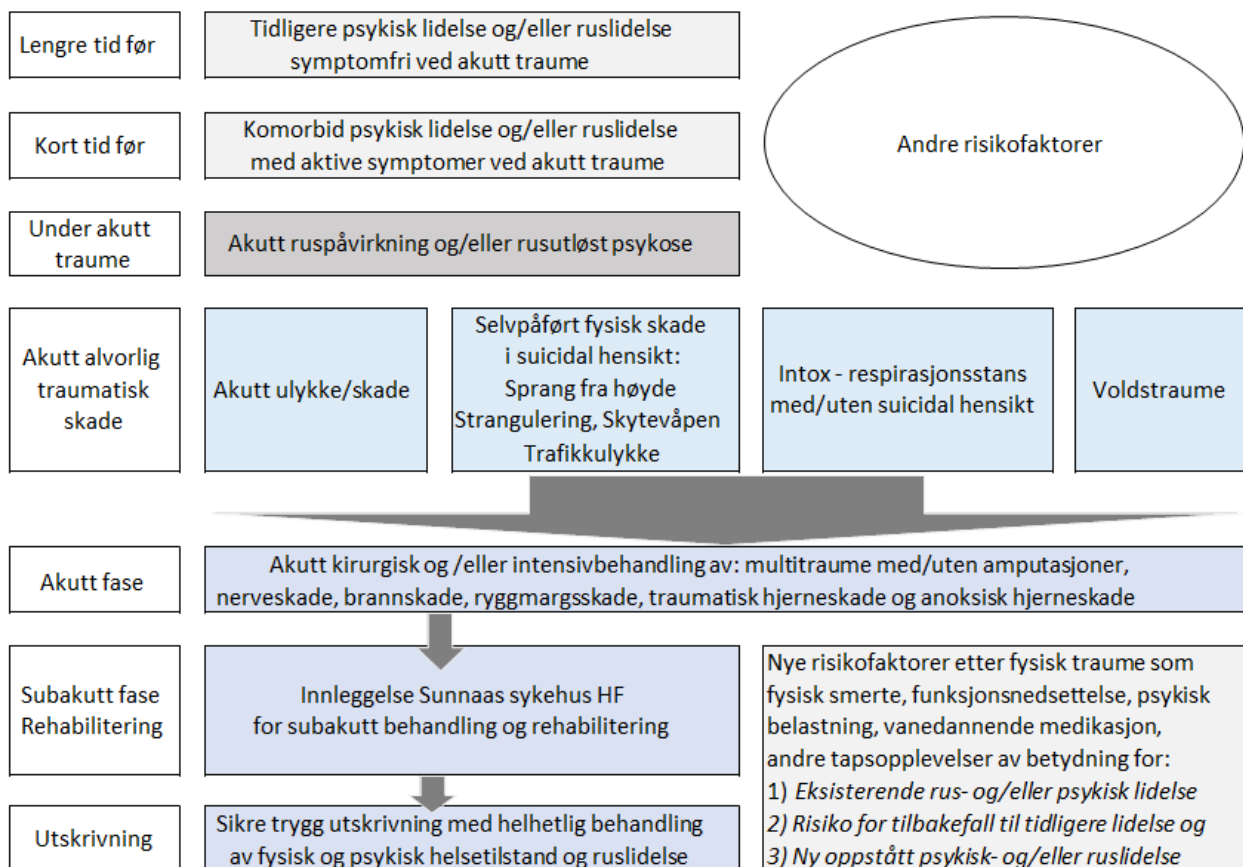 Lengre tid før
Tidligere psykisk lidelse og/eller ruslidelse
symptomfri ved akutt traume
Kort tid før
Komorbid psykisk lidelse og/eller ruslidelse
med aktive symptomer ved akutt traume
Andre risikofaktorer
Under akutt
traume
Akutt ruspåvirkning og/eller rusutløst psykose
Akutt alvorlig
traumatisk
skade
Akutt ulykke/skade
Selvpåført fysisk skade
i suicidal hensikt:
Sprang fra høyde
Strangulering, Skytevåpen
Trafikkulykke
Intox - respirasjonsstans
med/uten suicidal hensikt
Voldstraume
Akutt fase
Akutt kirurgisk og /eller intensivbehandling av: multitraume med/uten amputasjoner,
nerveskade, brannskade, ryggmargsskade, traumatisk hjerneskade og anoksisk hjerneskade
Subakutt fase
Rehabilitering
Innleggelse Sunnaas sykehus HF
for subakutt behandling og rehabilitering
Nye risikofaktorer etter fysisk traume som
fysisk smerte, funksjonsnedsettelse, psykisk
belastning, vanedannende medikasjon,
andre tapsopplevelser av betydning for:
1) Eksisterende rus- og/eller psykisk lidelse
2) Risiko for tilbakefall til tidligere lidelse og
3) Ny oppstått psykisk- og/eller ruslidelse
Utskrivning
Sikre trygg utskrivning med helhetlig behandling
av fysisk og psykisk helsetilstand og ruslidelse